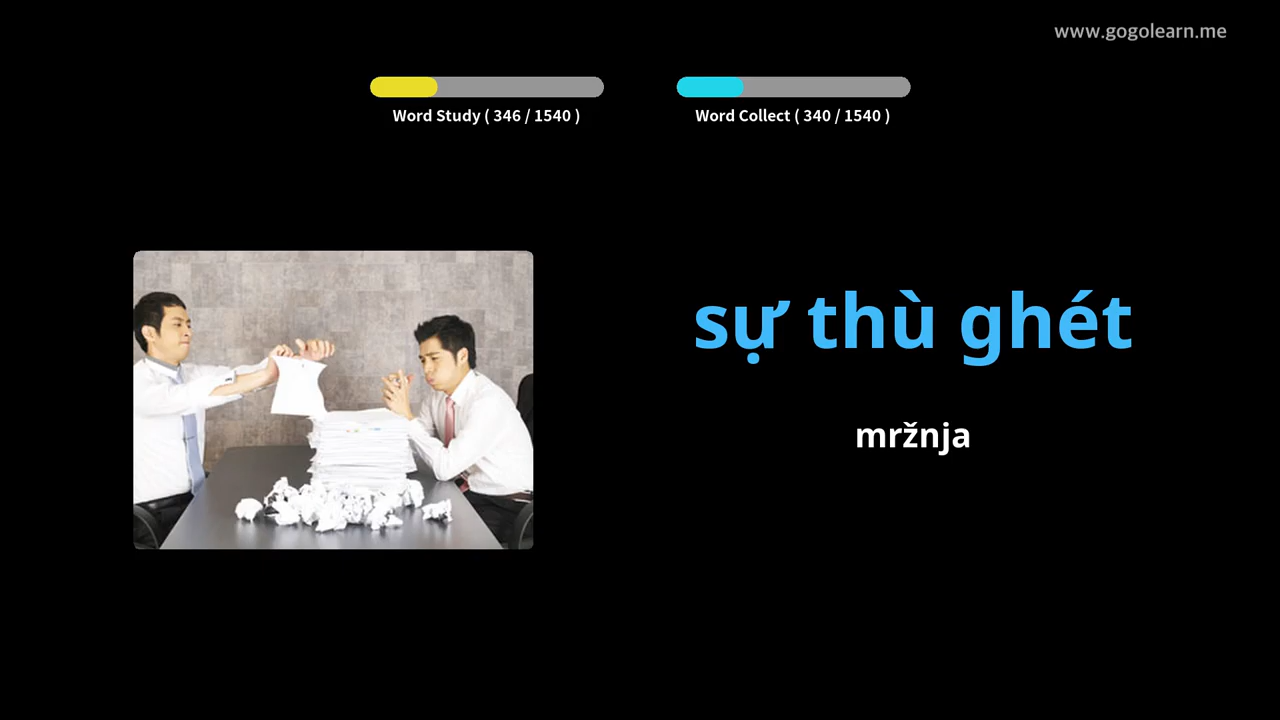 www.gogolearn.me
Word Study ( 346 / 1540 )
Word Collect ( 340 / 1540 )
sự thù ghét
mržnja